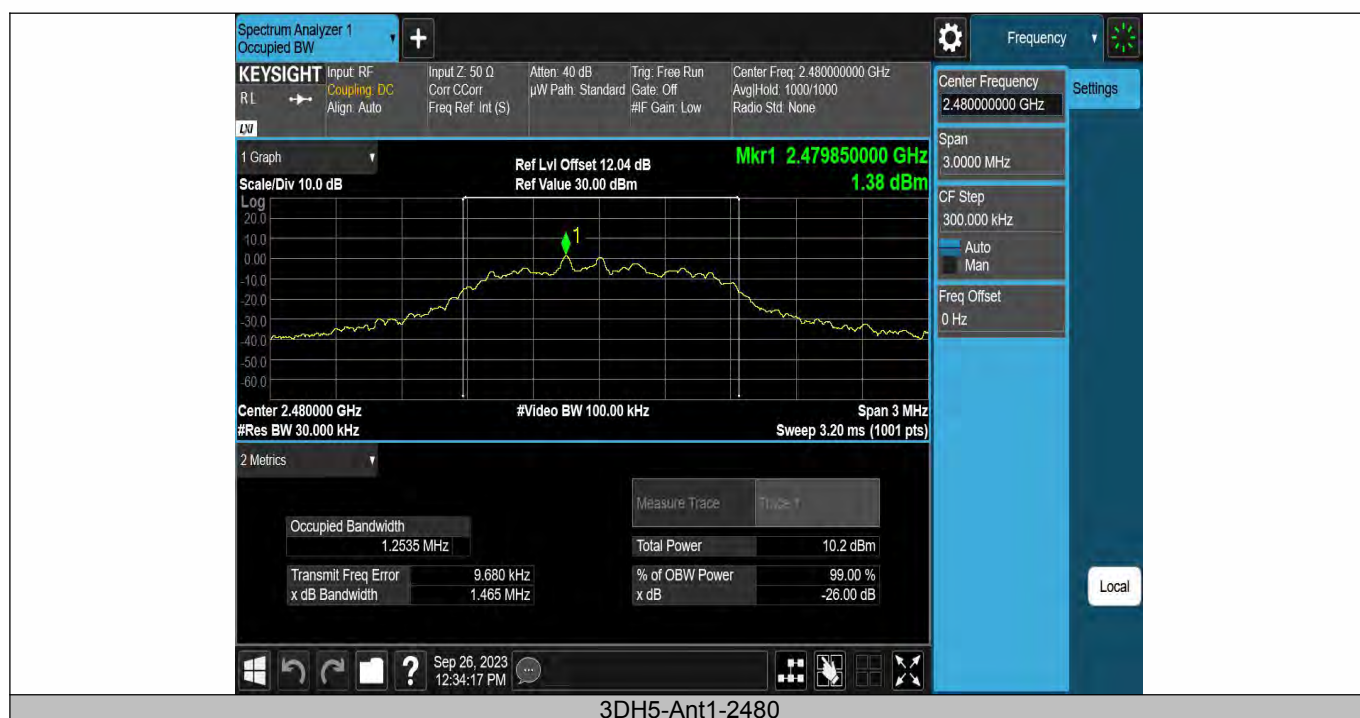 Spectrum Analyzer 1
Occupied BW
Frequency
KEYSIGHT
R L
LXI
Input: RF
Coupling: DC
Align: Auto
Input Z: 50 Ω
Corr CCorr
Freq Ref: Int (S)
Atten: 40 dB
µW Path: Standard
Trig: Free Run
Gate: Off
#IF Gain: Low
Center Freq: 2.480000000 GHz
Avg|Hold: 1000/1000
Radio Std: None
Center Frequency
2.480000000 GHz
Settings
Span
3.0000 MHz
CF Step
300.000 kHz
Auto
Man
Freq Offset
0 Hz
Local
1 Graph
Scale/Div 10.0 dB
Ref Lvl Offset 12.04 dB
Ref Value 30.00 dBm
Mkr1 2.479850000 GHz
1.38 dBm
Log
20.0
10.0
0.00
-10.0
-20.0
-30.0
-40.0
-50.0
-60.0
1
Center 2.480000 GHz
#Video BW 100.00 kHz
Span 3 MHz
#Res BW 30.000 kHz
Sweep 3.20 ms (1001 pts)
2 Metrics
Measure Trace
Trace 1
Occupied Bandwidth
1.2535 MHz
Total Power
10.2 dBm
Transmit Freq Error
9.680 kHz
% of OBW Power
99.00 %
x dB Bandwidth
1.465 MHz
x dB
-26.00 dB
?
Sep 26, 2023
12:34:17 PM
3DH5-Ant1-2480